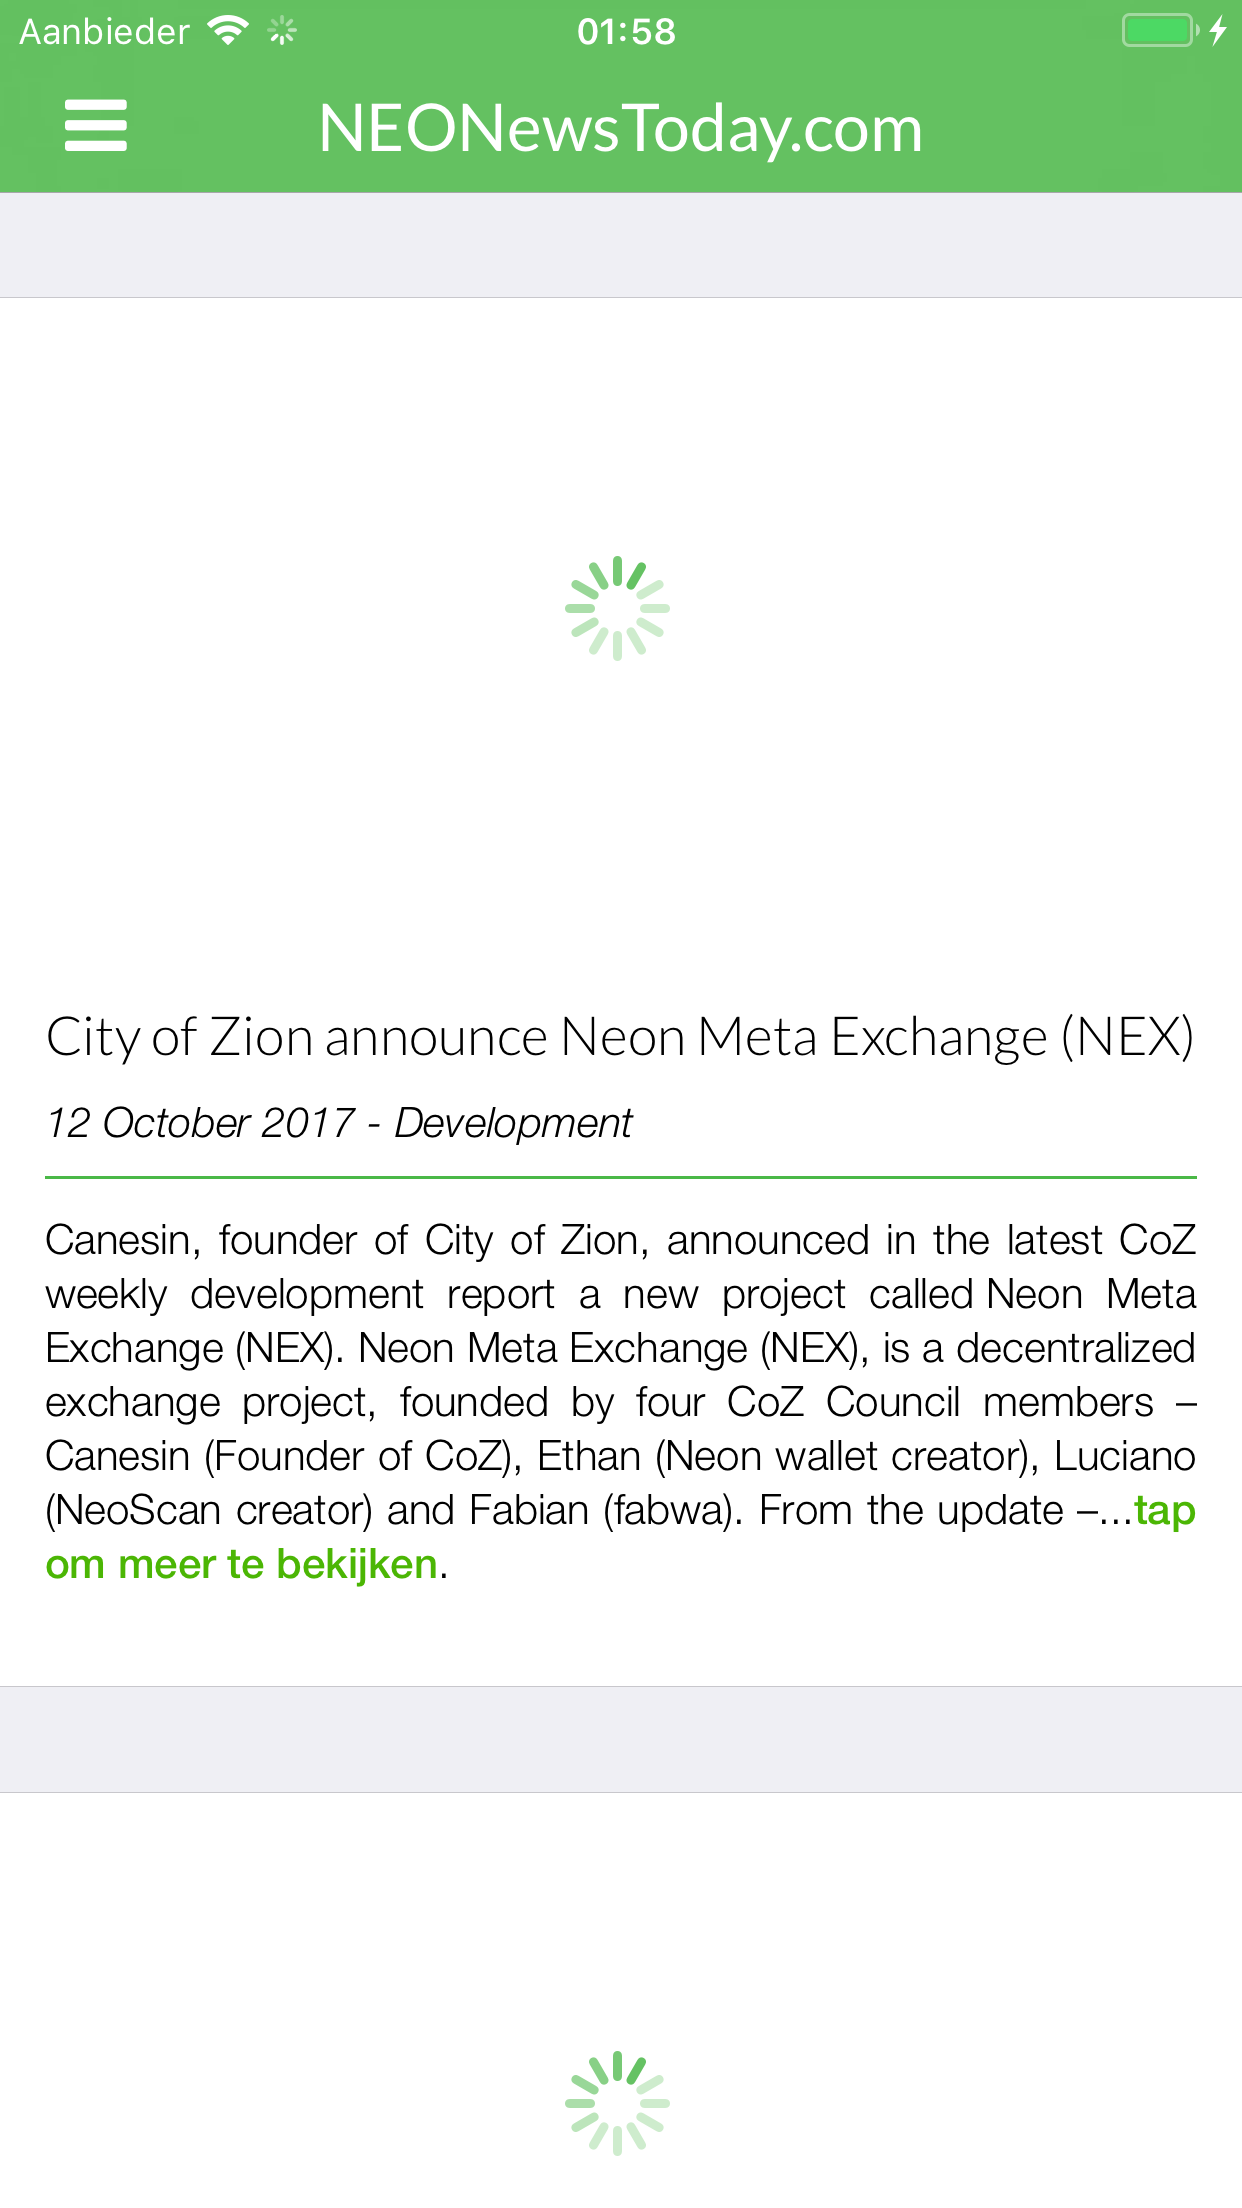 Aanbieder 01:58
NEONewsToday.com
City of Zion announce Neon Meta Exchange (NEX)
12 October 2017 - Development
Canesin, founder of City of Zion, announced in the latest CoZ
weekly development report a new project called Neon Meta
Exchange (NEX). Neon Meta Exchange (NEX), is a decentralized
exchange project, founded by four CoZ Council members –
Canesin (Founder of CoZ), Ethan (Neon wallet creator), Luciano
(NeoScan creator) and Fabian (fabwa). From the update –...tap
om meer te bekijken.